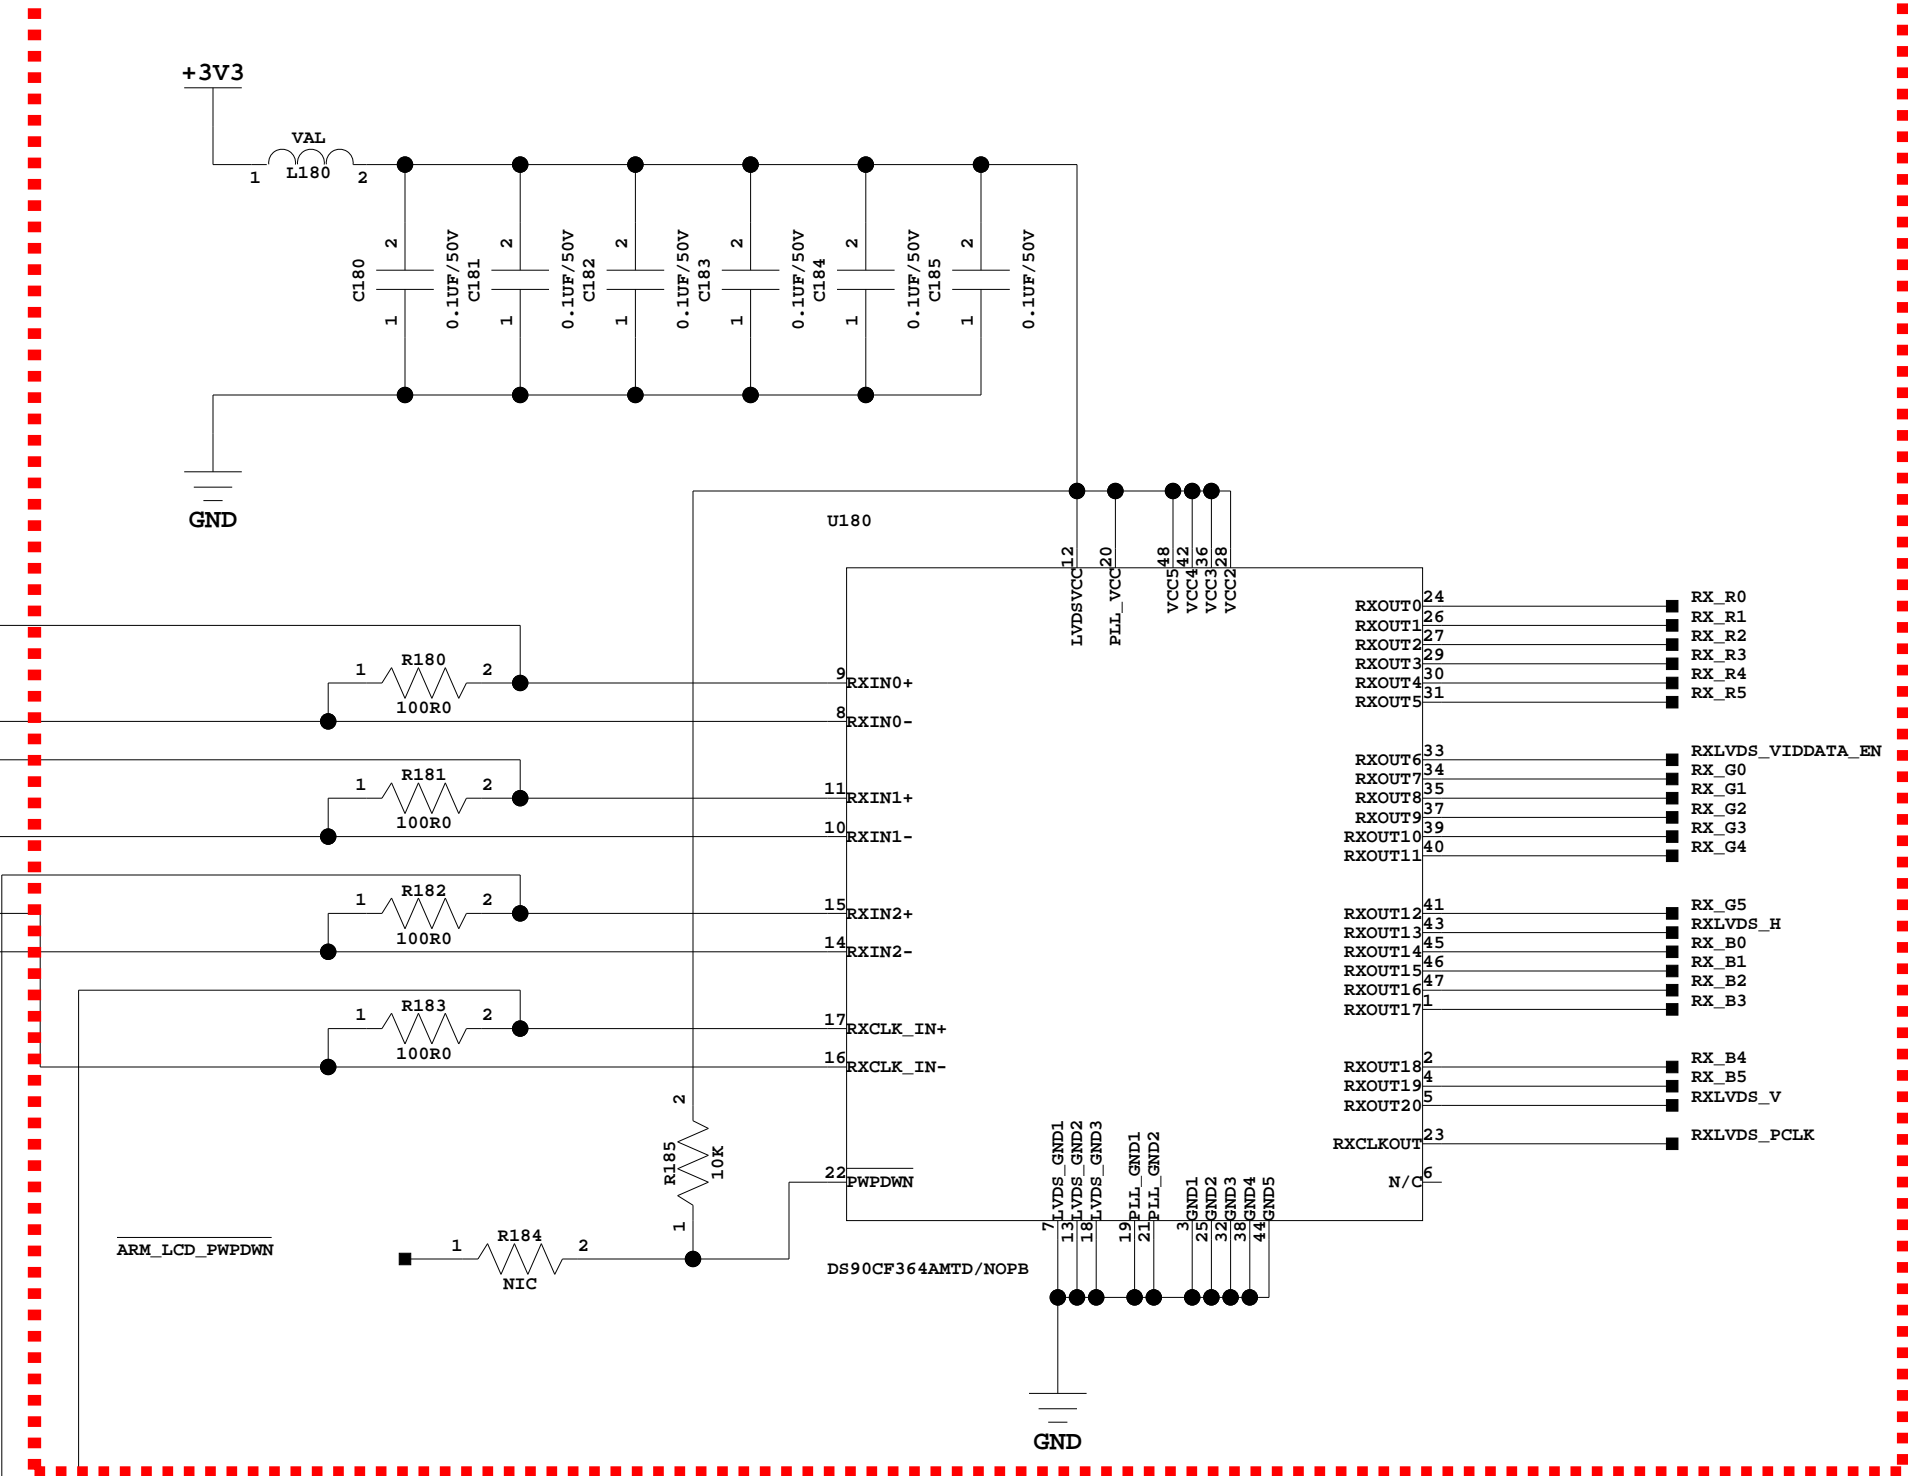 +3V3
VAL
L180
1
2
C180
2
1
0.1UF/50V
C181
2
1
0.1UF/50V
C182
2
1
0.1UF/50V
C183
2
1
0.1UF/50V
C184
2
1
0.1UF/50V
C185
2
1
0.1UF/50V
GND
U180
12
LVDSVCC
20
PLL_VCC
48
VCC5
42
VCC4
36
VCC3
28
VCC2
1
R180
2
100R0
9
RXIN0+
8
RXIN0-
1
R181
2
100R0
11
RXIN1+
10
RXIN1-
1
R182
2
100R0
15
RXIN2+
14
RXIN2-
1
R183
2
100R0
17
RXCLK_IN+
16
RXCLK_IN-
2
R185
10K
1
22
PWPDWN
ARM_LCD_PWPDWN
1
R184
2
NIC
DS90CF364AMTD/NOPB
RXOUT0 24 RX_R0
RXOUT1 26 RX_R1
RXOUT2 27 RX_R2
RXOUT3 29 RX_R3
RXOUT4 30 RX_R4
RXOUT5 31 RX_R5
RXOUT6 33 RXLVDS_VIDDATA_EN
RXOUT7 34 RX_G0
RXOUT8 35 RX_G1
RXOUT9 37 RX_G2
RXOUT10 39 RX_G3
RXOUT11 40 RX_G4
RXOUT12 41 RX_G5
RXOUT13 43 RXLVDS_H
RXOUT14 45 RX_B0
RXOUT15 46 RX_B1
RXOUT16 47 RX_B2
RXOUT17 1 RX_B3
RXOUT18 2 RX_B4
RXOUT19 4 RX_B5
RXOUT20 5 RXLVDS_V
RXCLKOUT 23 RXLVDS_PCLK
N/C 6
7
LVDS_GND1
13
LVDS_GND2
18
LVDS_GND3
19
PLL_GND1
21
PLL_GND2
3
GND1
25
GND2
32
GND3
38
GND4
44
GND5
GND